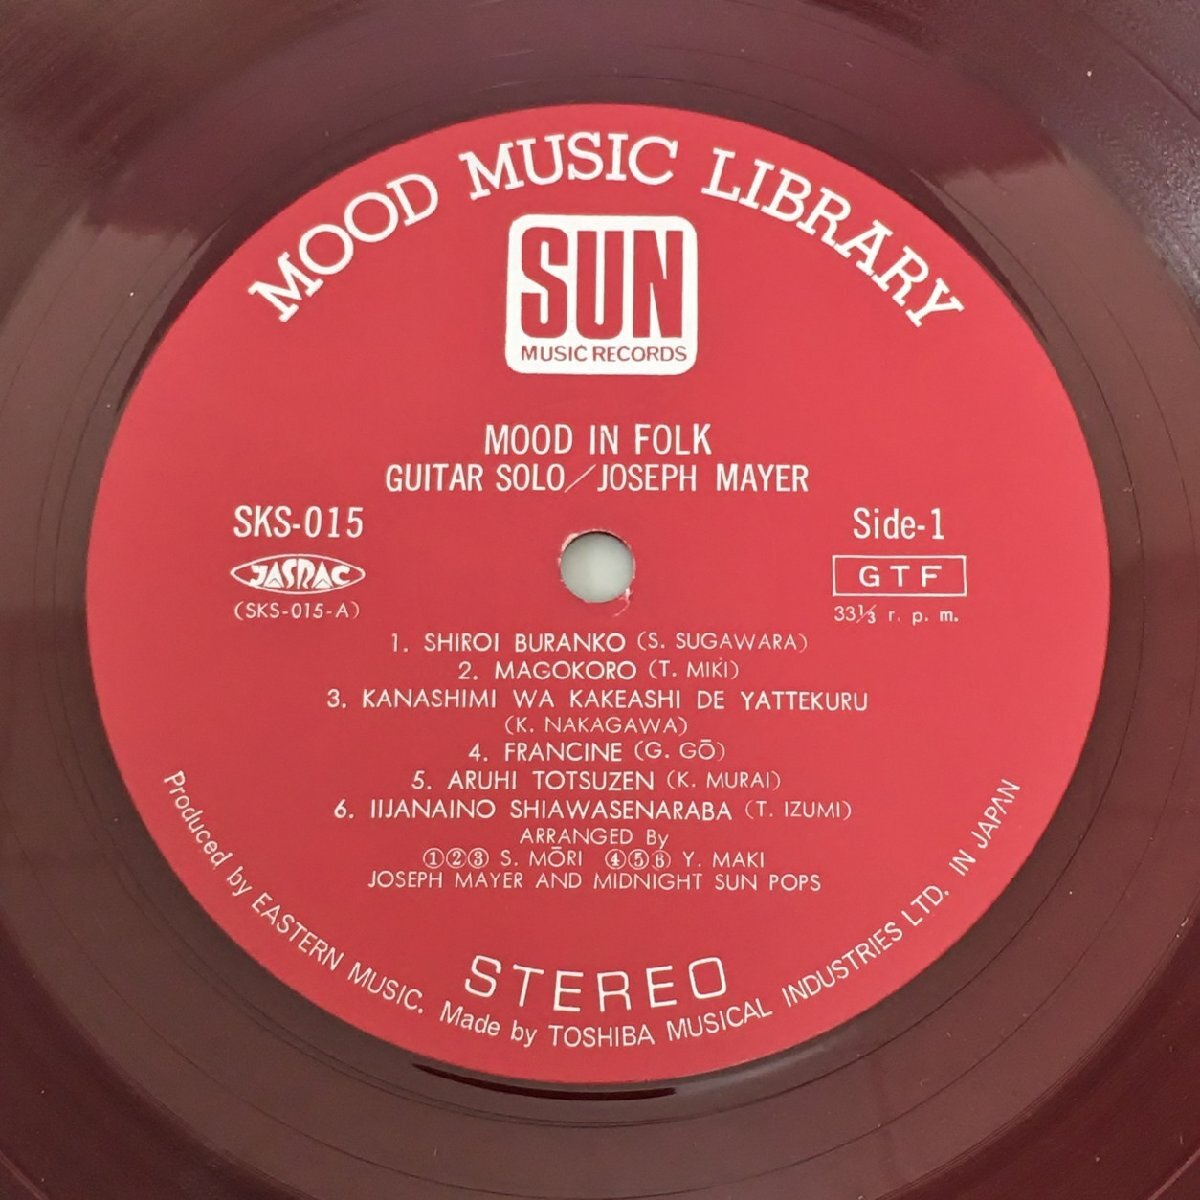 MOOD MUSIC LIBRARY
SUN
MUSIC RECORDS
MOOD IN FOLK
GUITAR SOLO／JOSEPH MAYER
SKS-015
Side-1
JASRAC
GTF
(SKS-015-A)
33⅓ r. p. m.
1. SHIROI BURANKO (S. SUGAWARA)
2. MAGOKORO (T. MIKI)
3. KANASHIMI WA KAKEASHI DE YATTEKURU
(K. NAKAGAWA)
4. FRANCINE (G. GŌ)
5. ARUHI TOTSUZEN (K. MURAI)
6. IIJANAINO SHIAWASENARABA (T. IZUMI)
ARRANGED By
①②③ S. MŌRI ④⑤⑥ Y. MAKI
JOSEPH MAYER AND MIDNIGHT SUN POPS
STEREO
Produced by EASTERN MUSIC. Made by TOSHIBA MUSICAL INDUSTRIES LTD. IN JAPAN